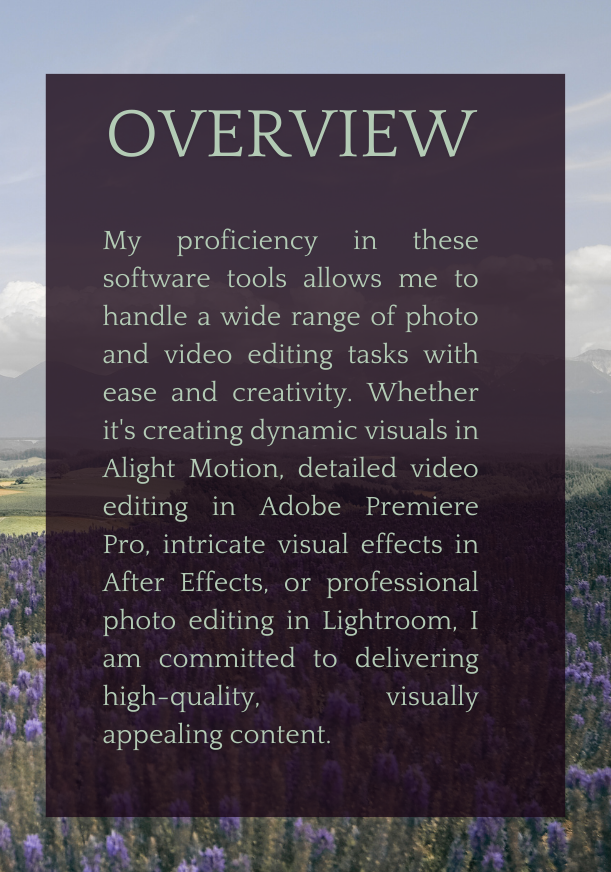 OVERVIEW
My proficiency in these
software tools allows me to
handle a wide range of photo
and video editing tasks with
ease and creativity. Whether
it's creating dynamic visuals in
Alight Motion, detailed video
editing in Adobe Premiere
Pro, intricate visual effects in
After Effects, or professional
photo editing in Lightroom, I
am committed to delivering
high-quality, visually
appealing content.